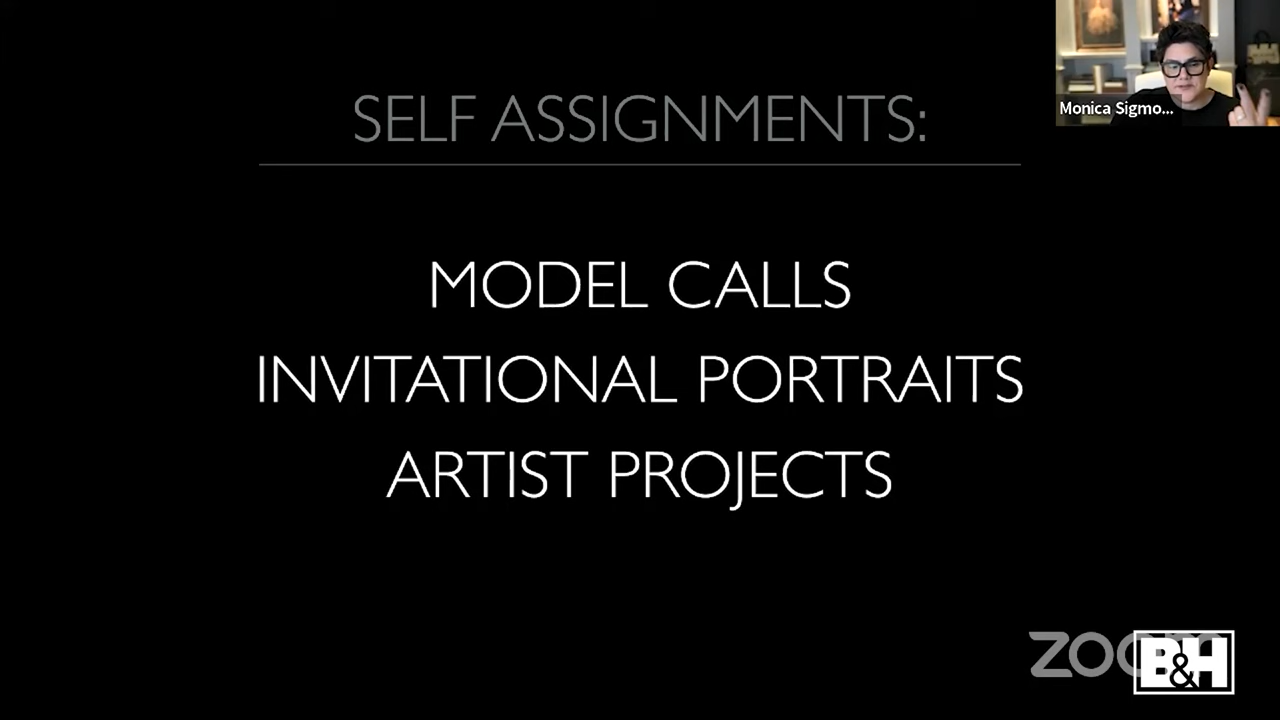 Monica Sigmo...
SELF ASSIGNMENTS:
MODEL CALLS
INVITATIONAL PORTRAITS
ARTIST PROJECTS
zoom
B&H